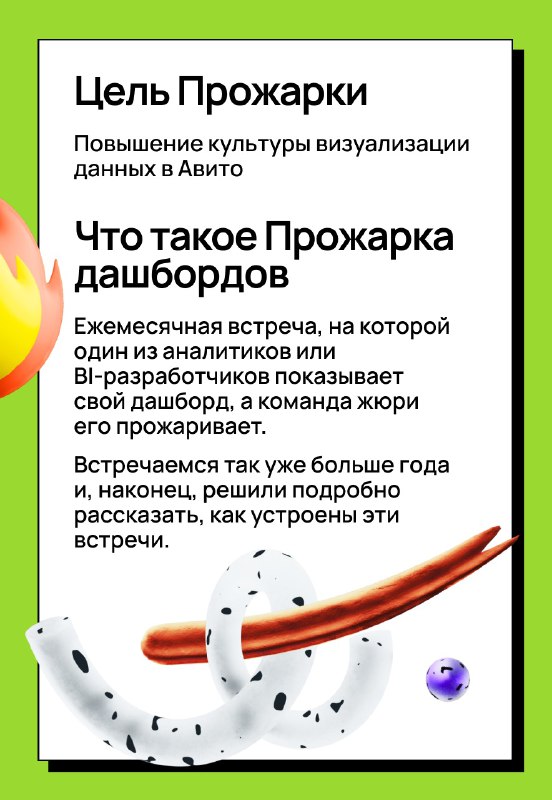 Цель Прожарки
Повышение культуры визуализации
данных в Авито
Что такое Прожарка
дашбордов
Ежемесячная встреча, на которой
один из аналитиков или
BI-разработчиков показывает
свой дашборд, а команда жюри
его прожаривает.
Встречаемся так уже больше года
и, наконец, решили подробно
рассказать, как устроены эти
встречи.